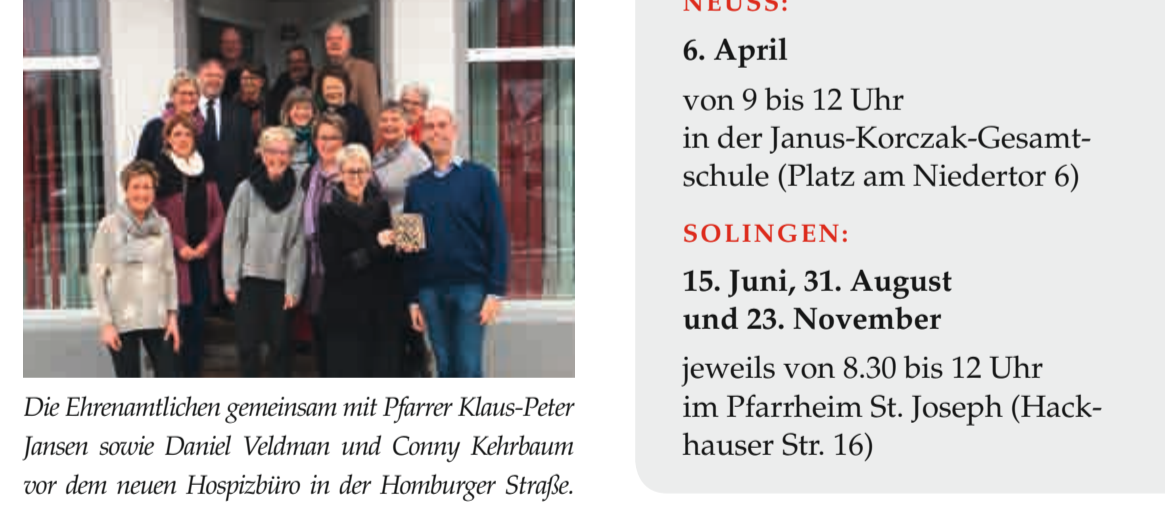 Die Ehrenamtlichen gemeinsam mit Pfarrer Klaus-Peter
Jansen sowie Daniel Veldman und Conny Kehrbaum
vor dem neuen Hospizbüro in der Homburger Straße.
NEUSS:
6. April
von 9 bis 12 Uhr
in der Janus-Korczak-Gesamt-
schule (Platz am Niedertor 6)
SOLINGEN:
15. Juni, 31. August
und 23. November
jeweils von 8.30 bis 12 Uhr
im Pfarrheim St. Joseph (Hack-
hauser Str. 16)